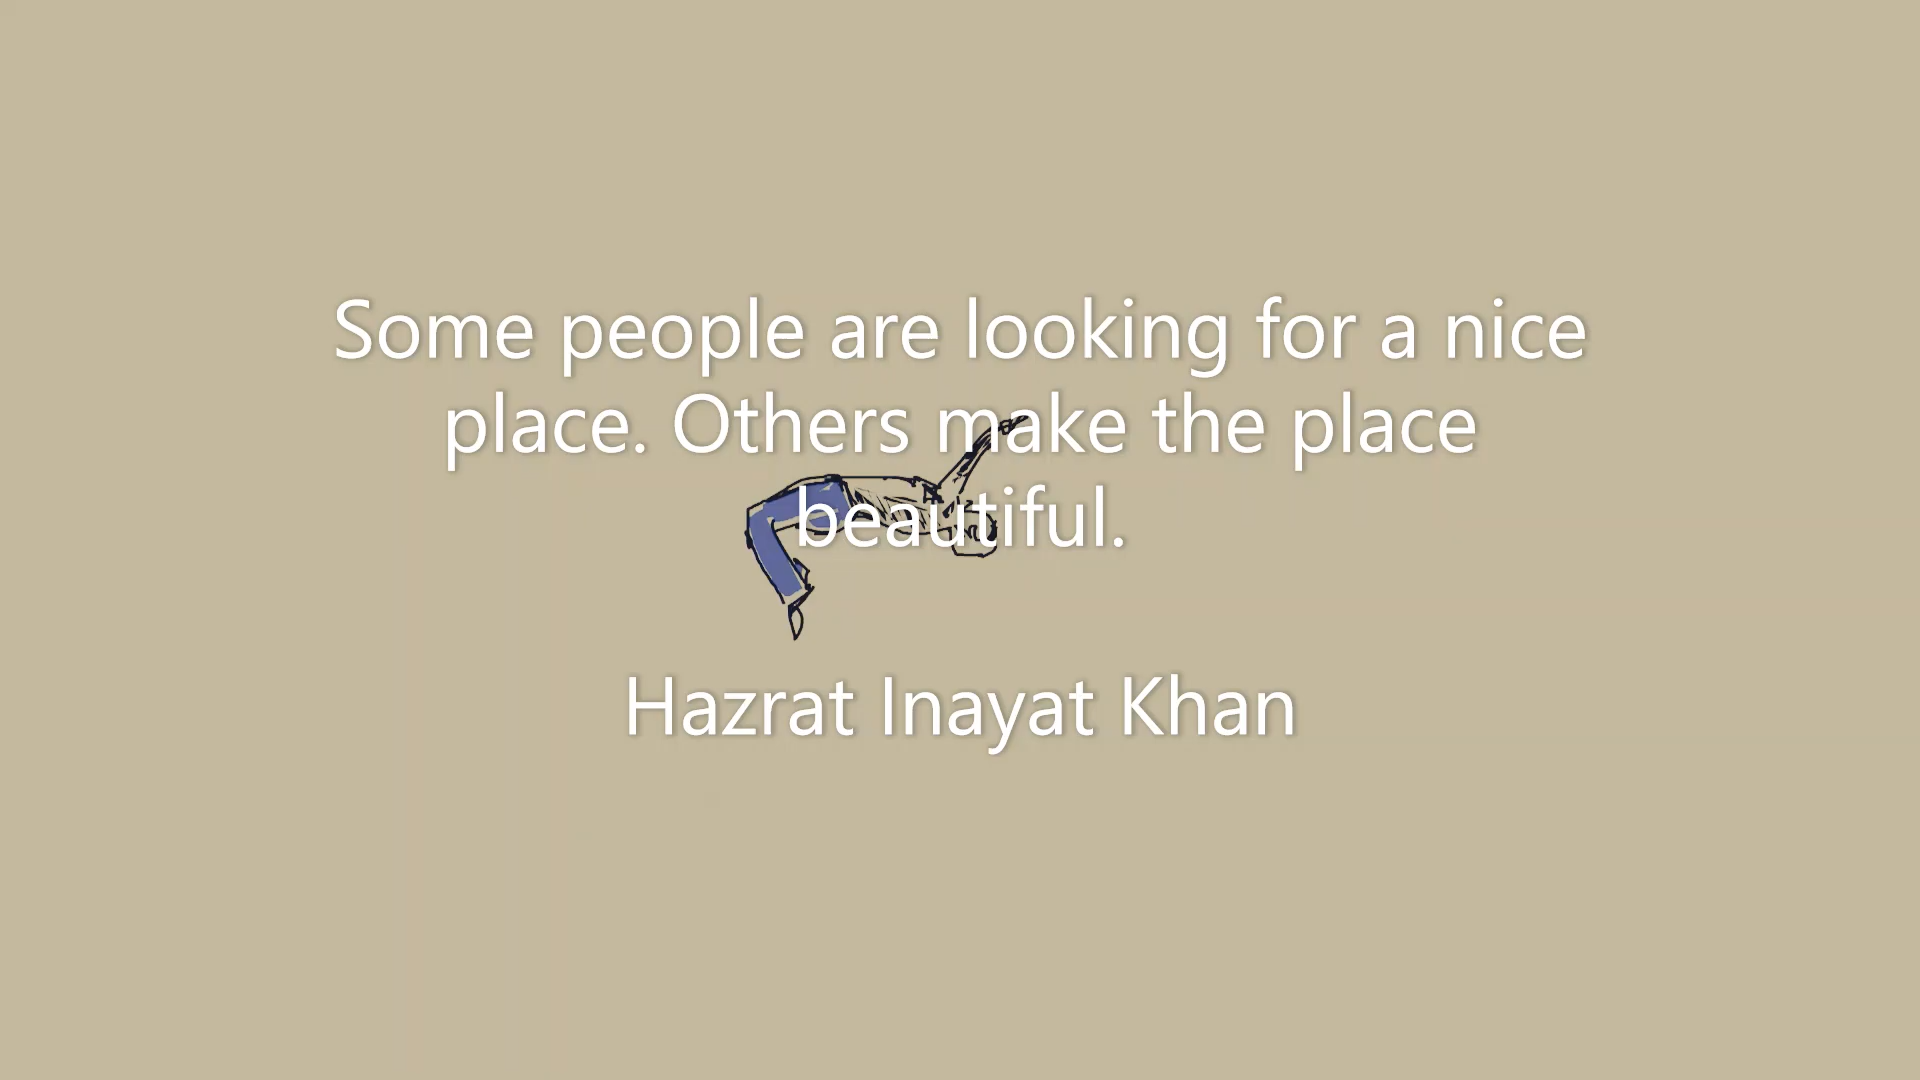 Some people are looking for a nice
place. Others make the place
beautiful.
Hazrat Inayat Khan